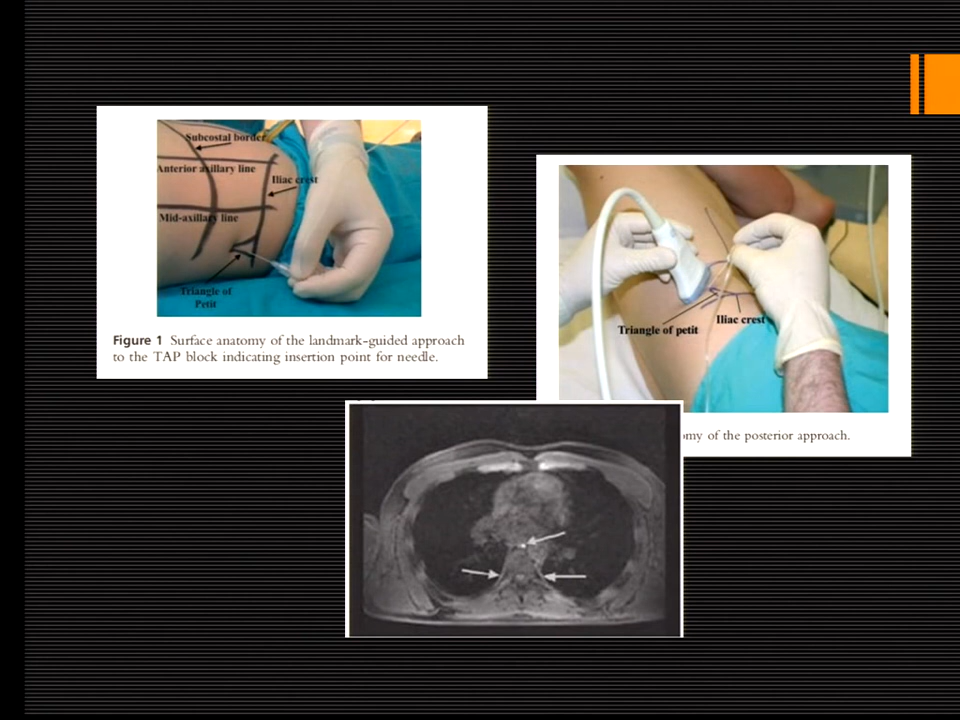 Subcostal border
Anterior axillary line
Iliac crest
Mid-axillary line
Triangle of
Petit
Figure 1 Surface anatomy of the landmark-guided approach
to the TAP block indicating insertion point for needle.
Triangle of petit
Iliac crest
omy of the posterior approach.